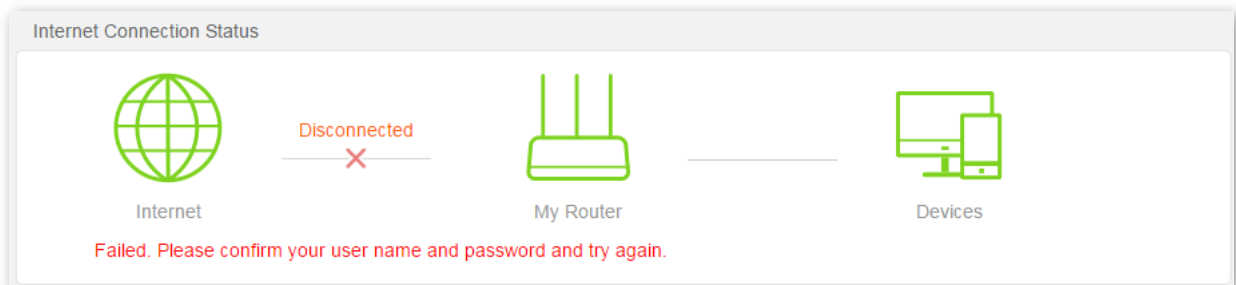 Internet Connection Status
Disconnected
Internet
My Router
Devices
Failed. Please confirm your user name and password and try again.